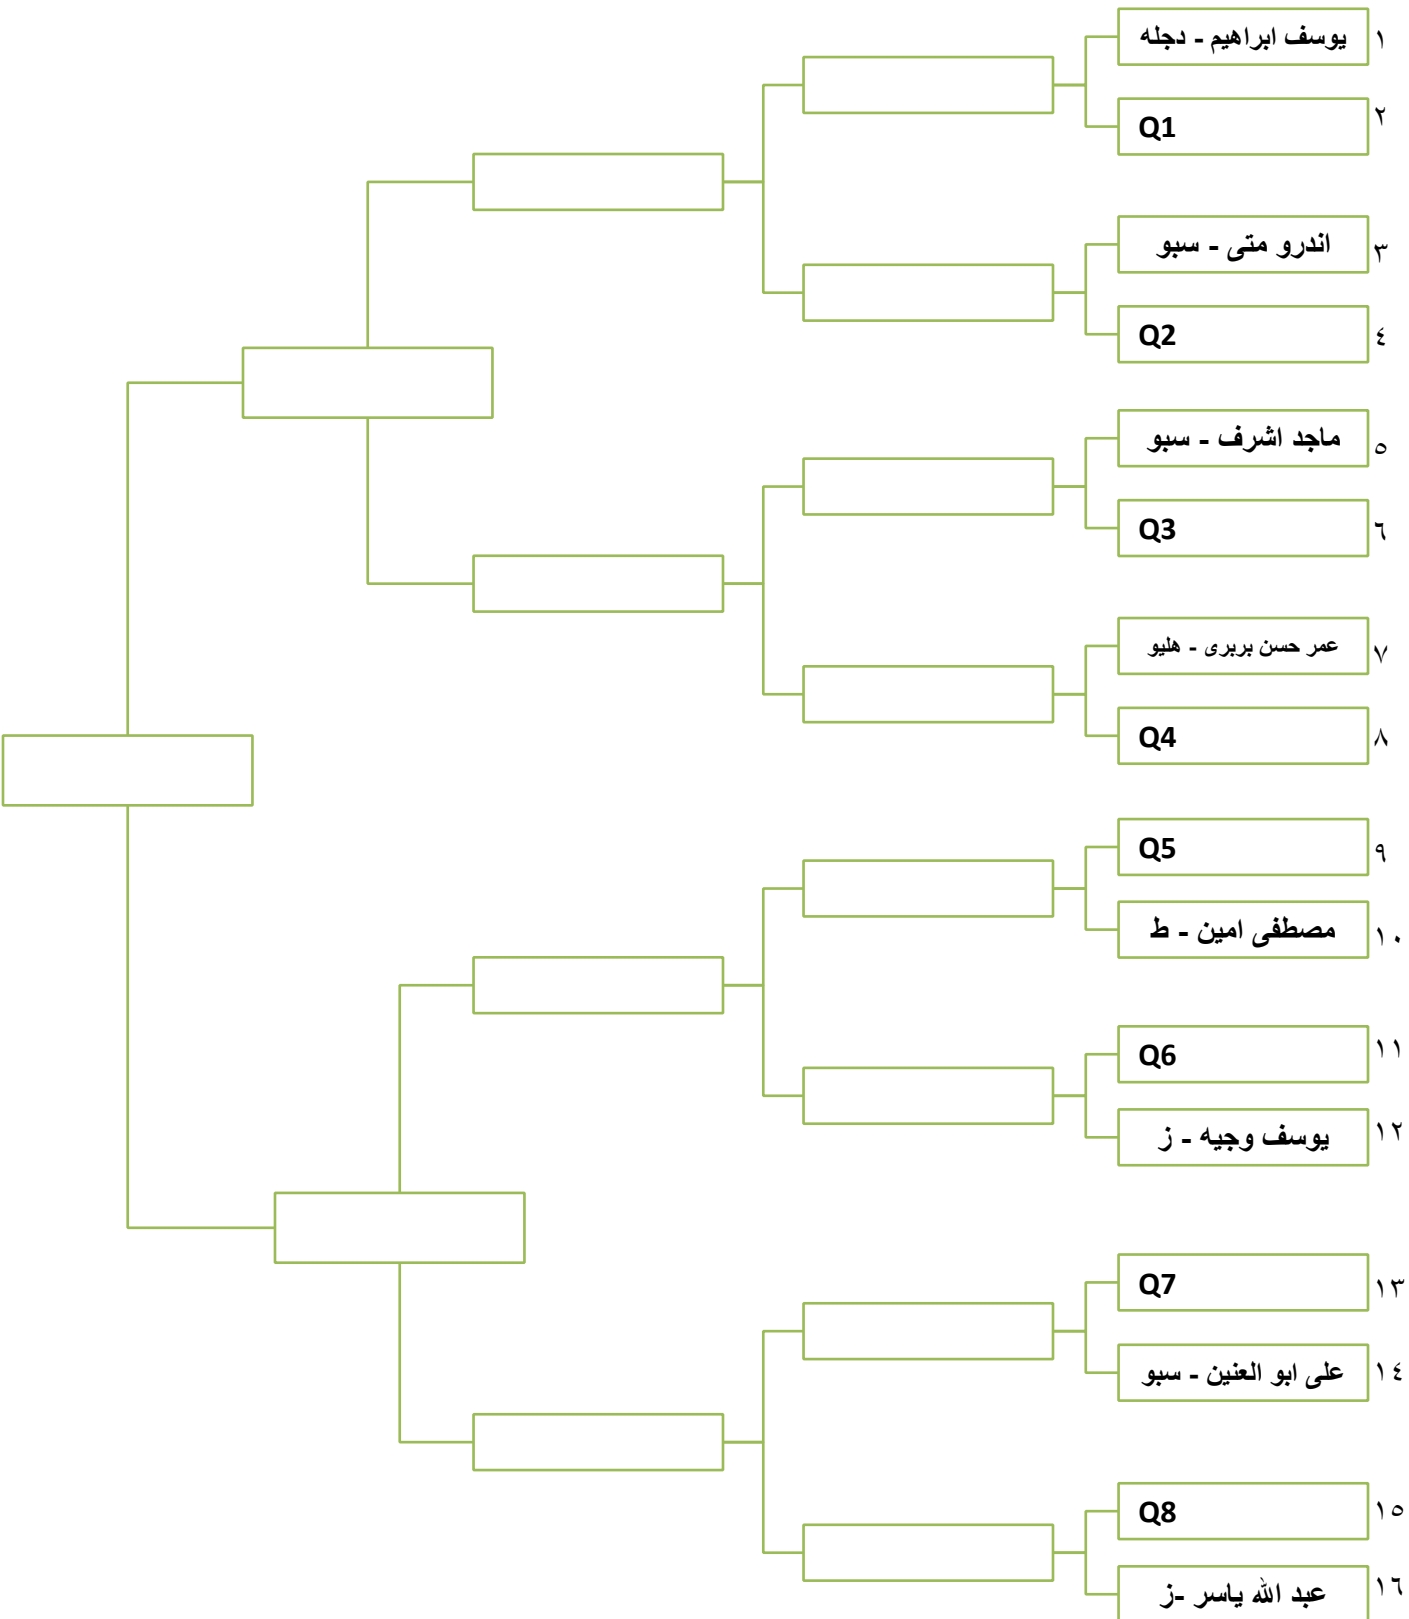 ١ يوسف ابراهيم - دجله
٢ Q1
٣ اندرو متى - سبو
٤ Q2
٥ ماجد اشرف - سبو
٦ Q3
٧ عمر حسن بربرى - هليو
٨ Q4
٩ Q5
١٠ مصطفى امين - ط
١١ Q6
١٢ يوسف وجيه - ز
١٣ Q7
١٤ على ابو العنين - سبو
١٥ Q8
١٦ عبد الله ياسر -ز